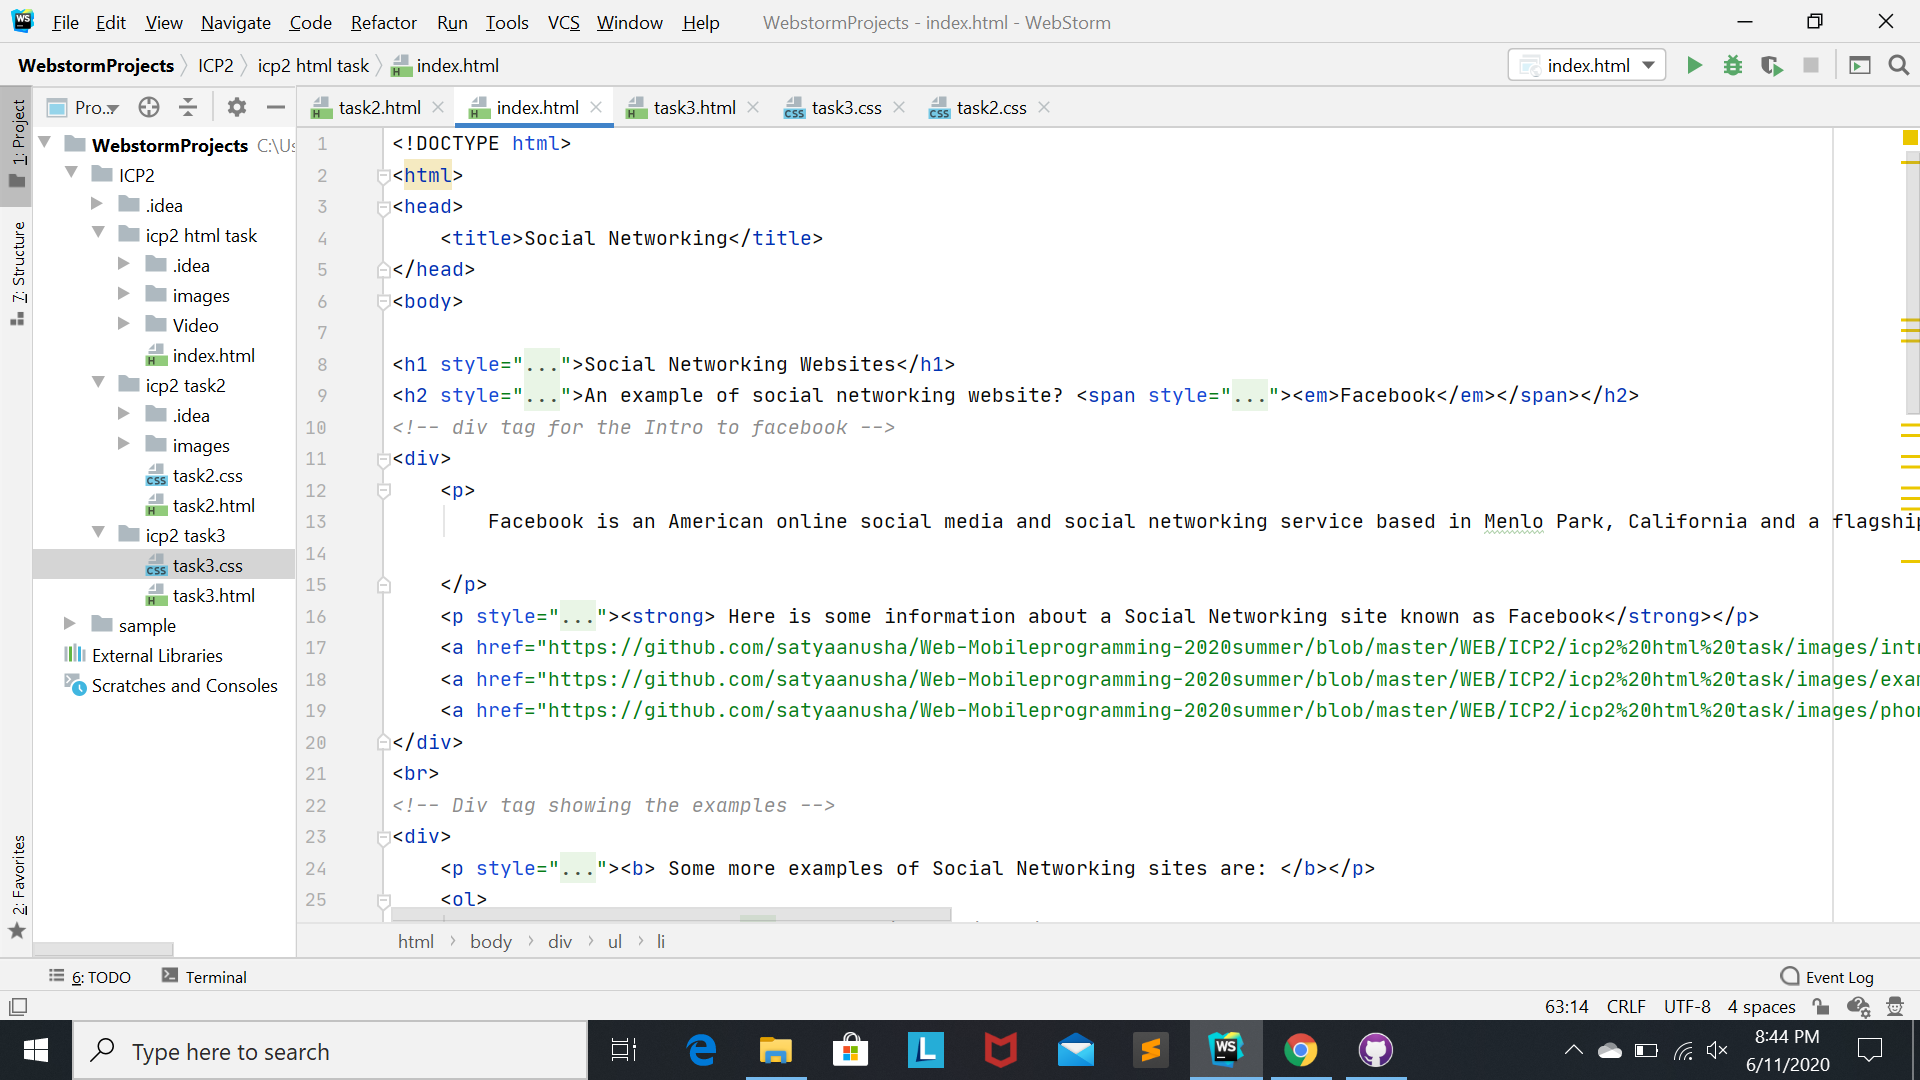 WS File Edit View Navigate Code Refactor Run Tools VCS Window Help WebstormProjects - index.html - WebStorm
WebstormProjects ICP2 icp2 html task index.html index.html
Pro... task2.html index.html task3.html task3.css task2.css
1: Project
7: Structure
2: Favorites
WebstormProjects C:\Us
ICP2
.idea
icp2 html task
.idea
images
Video
index.html
icp2 task2
.idea
images
task2.css
task2.html
icp2 task3
task3.css
task3.html
sample
External Libraries
Scratches and Consoles
1 <!DOCTYPE html>
2 <html>
3 <head>
4 <title>Social Networking</title>
5 </head>
6 <body>
7
8 <h1 style="...">Social Networking Websites</h1>
9 <h2 style="...">An example of social networking website? <span style="..."><em>Facebook</em></span></h2>
10 <!-- div tag for the Intro to facebook -->
11 <div>
12 <p>
13 Facebook is an American online social media and social networking service based in Menlo Park, California and a flagship
14
15 </p>
16 <p style="..."><strong> Here is some information about a Social Networking site known as Facebook</strong></p>
17 <a href="https://github.com/satyaanusha/Web-Mobileprogramming-2020summer/blob/master/WEB/ICP2/icp2%20html%20task/images/intr
18 <a href="https://github.com/satyaanusha/Web-Mobileprogramming-2020summer/blob/master/WEB/ICP2/icp2%20html%20task/images/exam
19 <a href="https://github.com/satyaanusha/Web-Mobileprogramming-2020summer/blob/master/WEB/ICP2/icp2%20html%20task/images/phon
20 </div>
21 <br>
22 <!-- Div tag showing the examples -->
23 <div>
24 <p style="..."><b> Some more examples of Social Networking sites are: </b></p>
25 <ol>
html body div ul li
6: TODO Terminal Event Log
63:14 CRLF UTF-8 4 spaces
Type here to search
WS
8:44 PM
6/11/2020